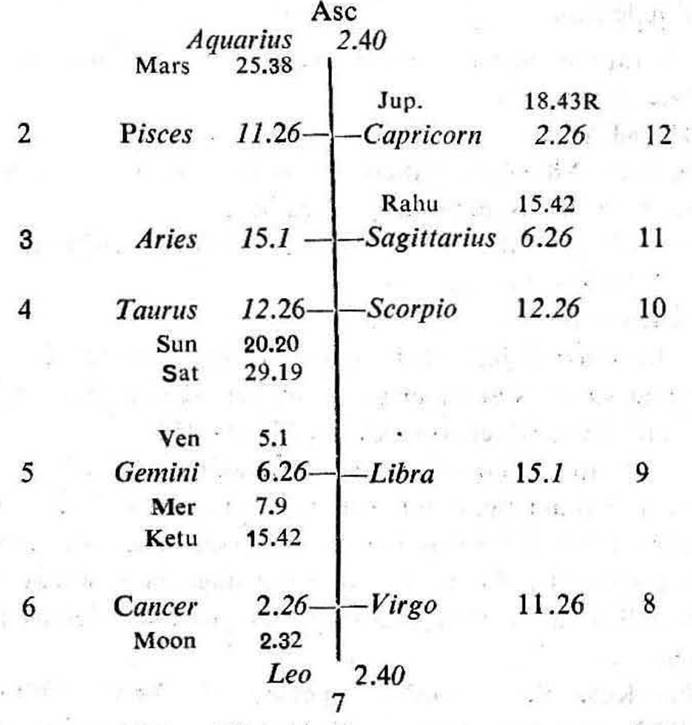 Asc
Aquarius 2.40
Mars 25.38
Jup. 18.43R
2 Pisces 11.26 Capricorn 2.26 12
Rahu 15.42
3 Aries 15.1 Sagittarius 6.26 11
4 Taurus 12.26 Scorpio 12.26 10
Sun 20.20
Sat 29.19
Ven 5.1
5 Gemini 6.26 Libra 15.1 9
Mer 7.9
Ketu 15.42
6 Cancer 2.26 Virgo 11.26 8
Moon 2.32
Leo 2.40
7